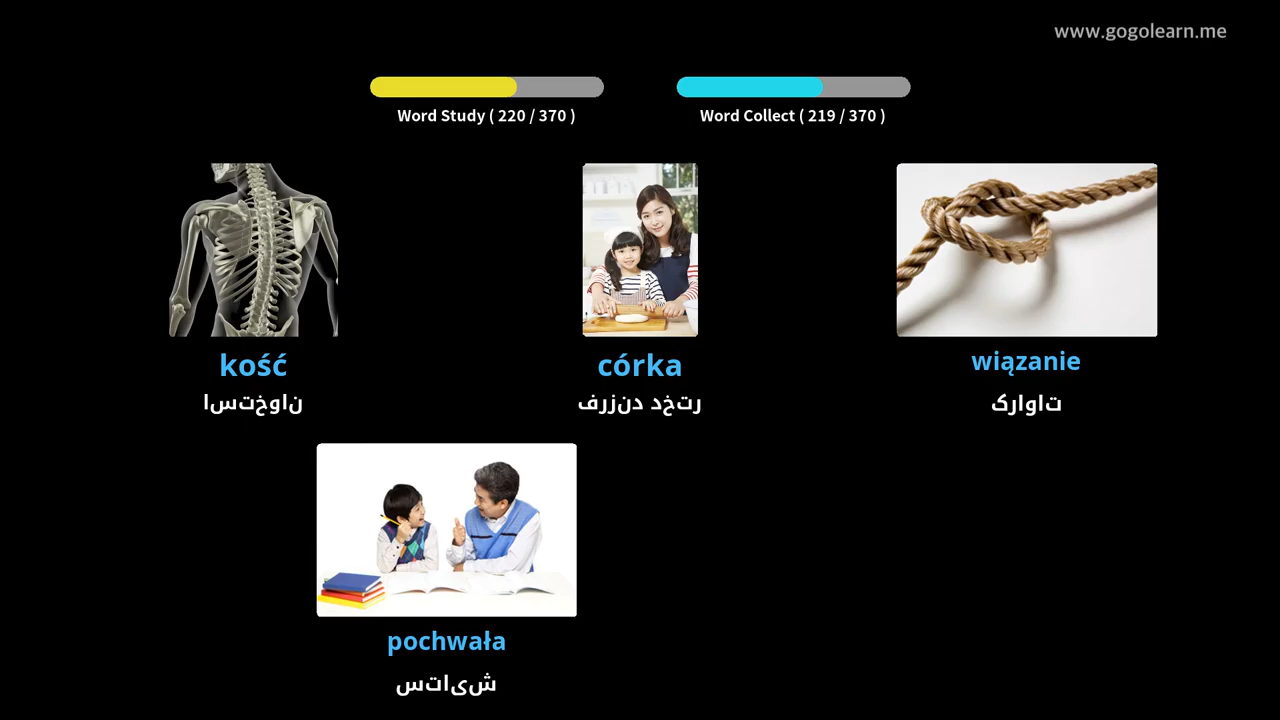 www.gogolearn.me
Word Study ( 220 / 370 )
Word Collect ( 219 / 370 )
kość
ناوختسا
córka
رتخد دنزرف
wiązanie
تاوارک
pochwała
شیاتس